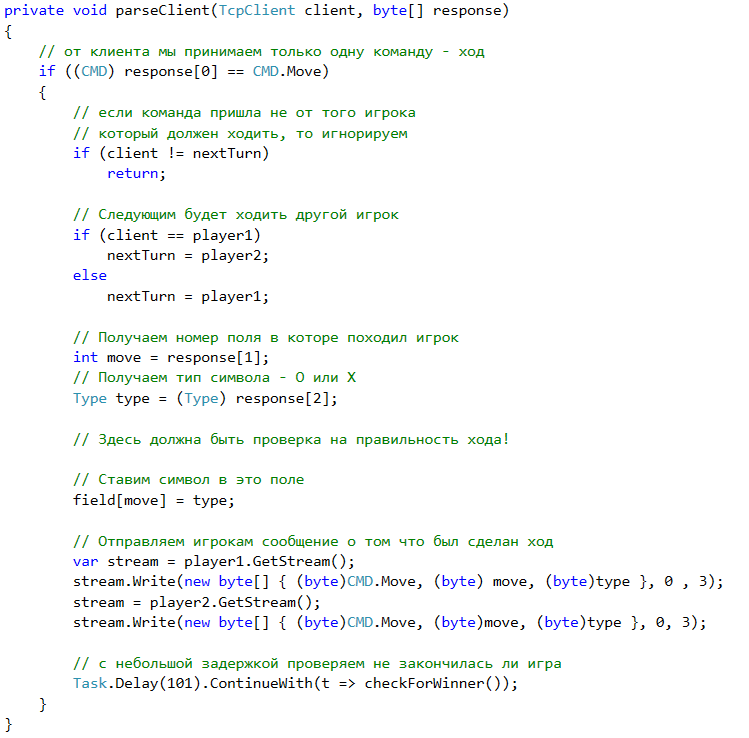 private void parseClient(TcpClient client, byte[] response)
{
    // от клиента мы принимаем только одну команду - ход
    if ((CMD) response[0] == CMD.Move)
    {
        // если команда пришла не от того игрока
        // который должен ходить, то игнорируем
        if (client != nextTurn)
            return;

        // Следующим будет ходить другой игрок
        if (client == player1)
            nextTurn = player2;
        else
            nextTurn = player1;

        // Получаем номер поля в которе походил игрок
        int move = response[1];
        // Получаем тип символа - О или Х
        Type type = (Type) response[2];

        // Здесь должна быть проверка на правильность хода!

        // Ставим символ в это поле
        field[move] = type;

        // Отправляем игрокам сообщение о том что был сделан ход
        var stream = player1.GetStream();
        stream.Write(new byte[] { (byte)CMD.Move, (byte) move, (byte)type }, 0 , 3);
        stream = player2.GetStream();
        stream.Write(new byte[] { (byte)CMD.Move, (byte)move, (byte)type }, 0, 3);

        // с небольшой задержкой проверяем не закончилась ли игра
        Task.Delay(101).ContinueWith(t => checkForWinner());
    }
}